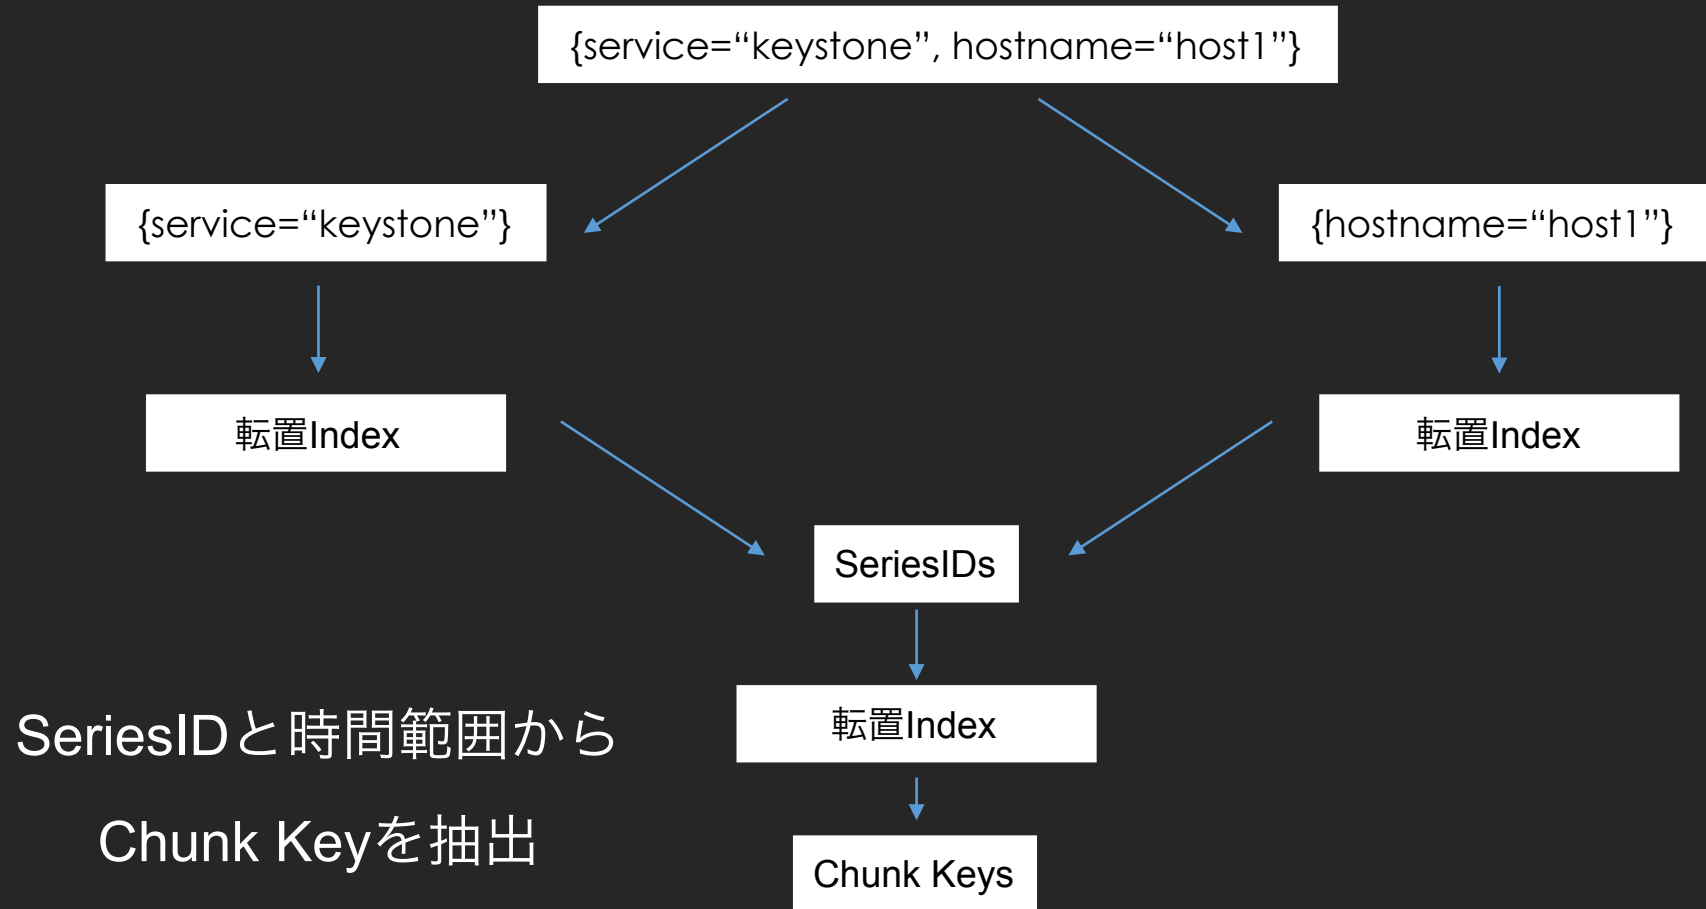 {service=“keystone”, hostname=“host1”}
{service=“keystone”}
{hostname=“host1”}
転置Index
転置Index
SeriesIDs
転置Index
SeriesIDと時間範囲から
Chunk Keyを抽出
Chunk Keys